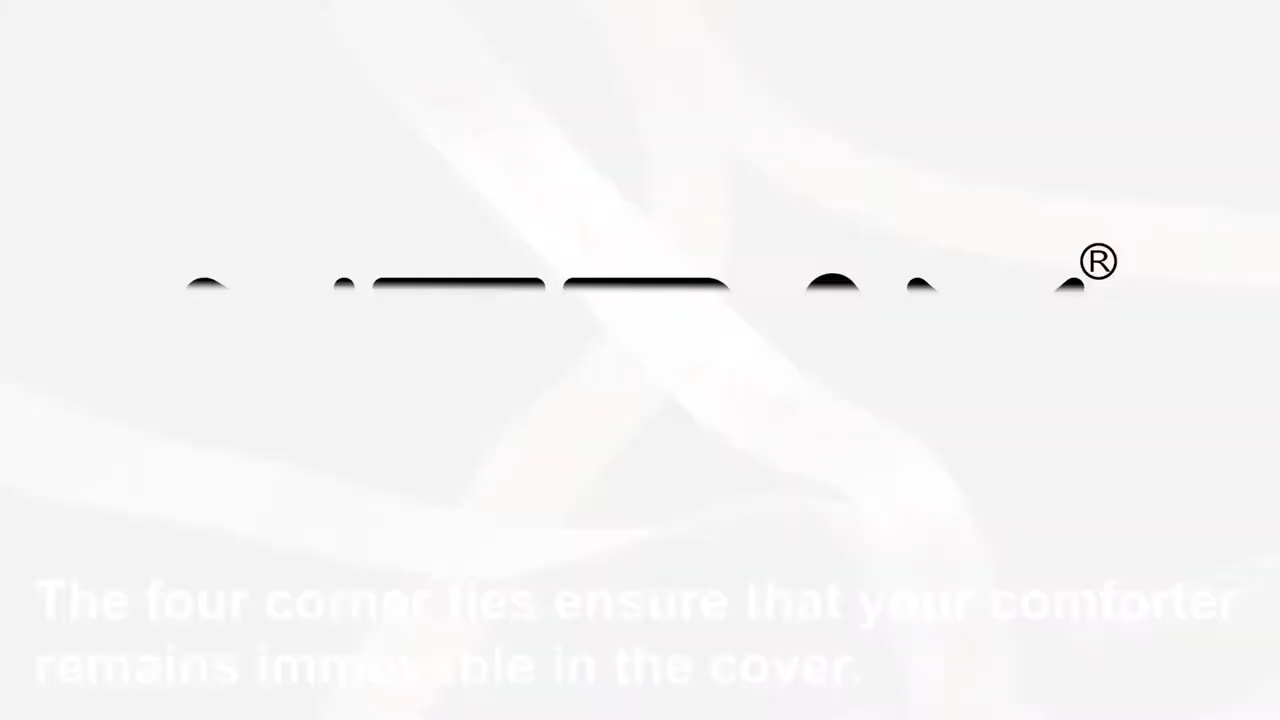 ®
The four corner ties ensure that your comforter
remains immovable in the cover.